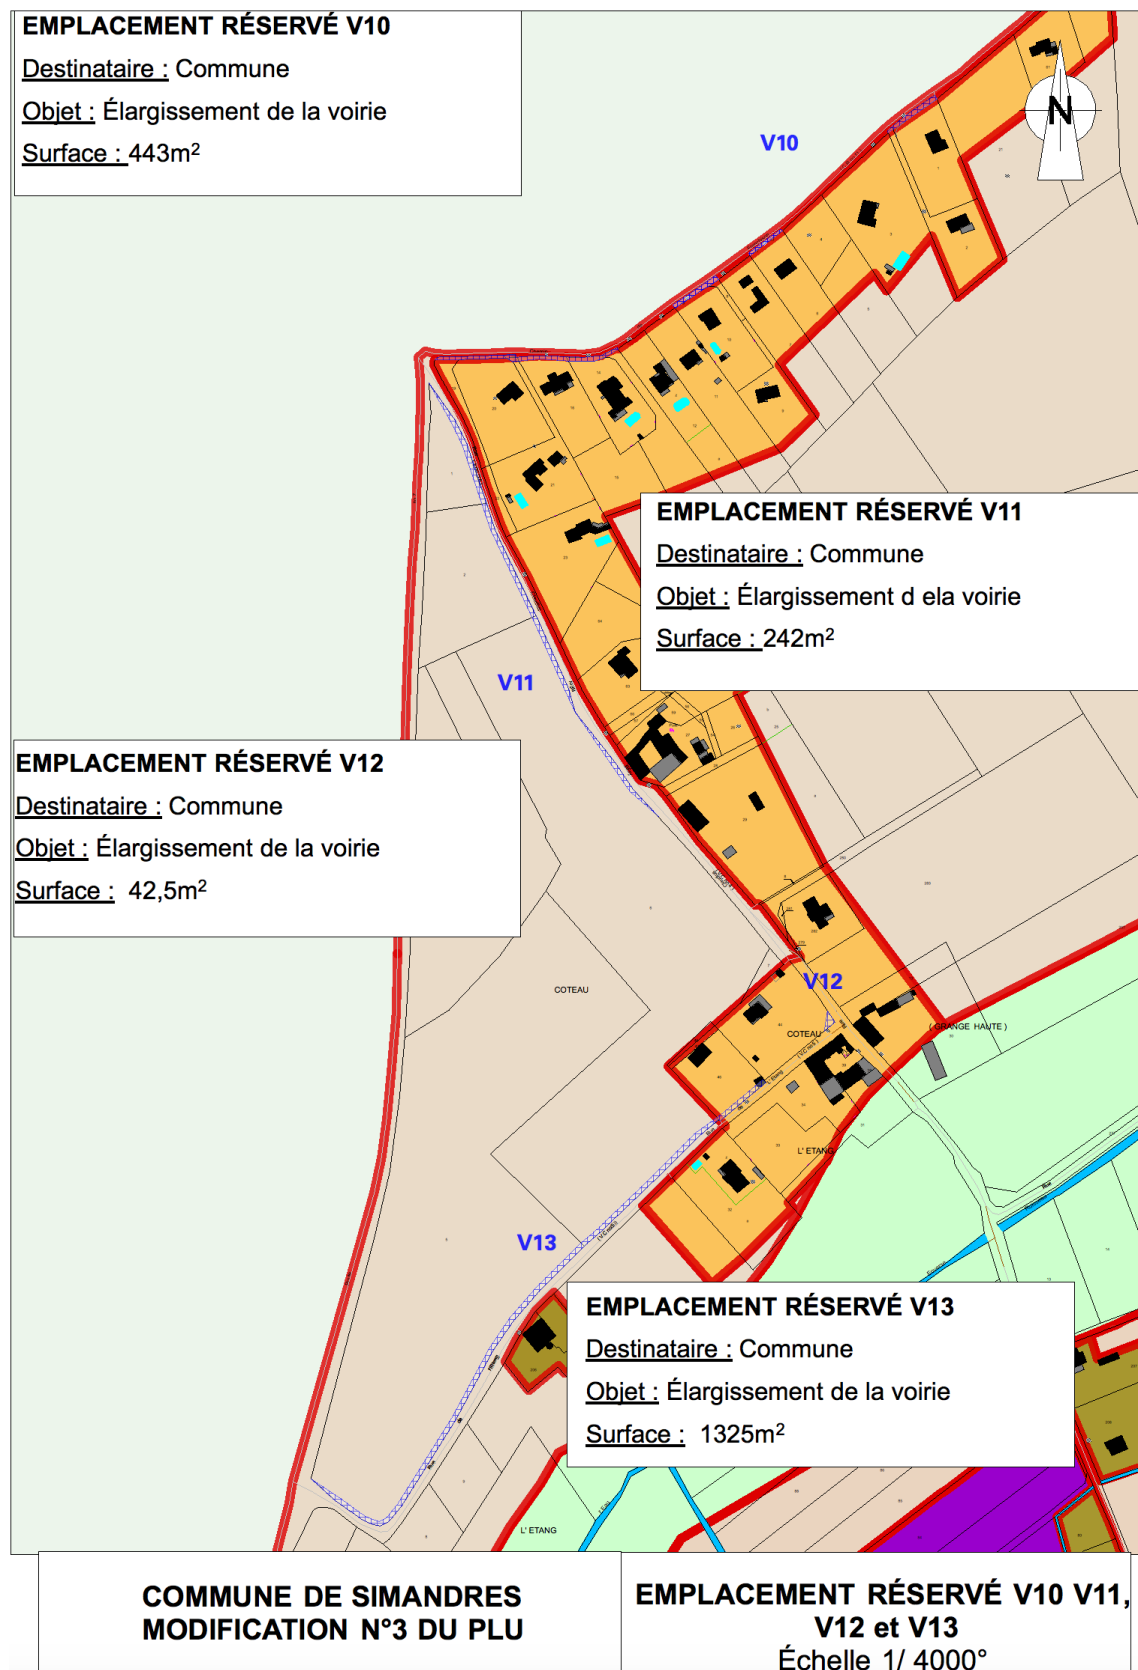 EMPLACEMENT RÉSERVÉ V10
Destinataire : Commune
Objet : Élargissement de la voirie
Surface : 443m²
N
V10
EMPLACEMENT RÉSERVÉ V11
Destinataire : Commune
Objet : Élargissement d ela voirie
Surface : 242m²
V11
EMPLACEMENT RÉSERVÉ V12
Destinataire : Commune
Objet : Élargissement de la voirie
Surface : 42,5m²
V12
COTEAU
COTEAU
( GRANGE HAUTE )
L' ETANG
V13
EMPLACEMENT RÉSERVÉ V13
Destinataire : Commune
Objet : Élargissement de la voirie
Surface : 1325m²
L' ETANG
COMMUNE DE SIMANDRES
MODIFICATION N°3 DU PLU
EMPLACEMENT RÉSERVÉ V10 V11,
V12 et V13
Échelle 1/ 4000°